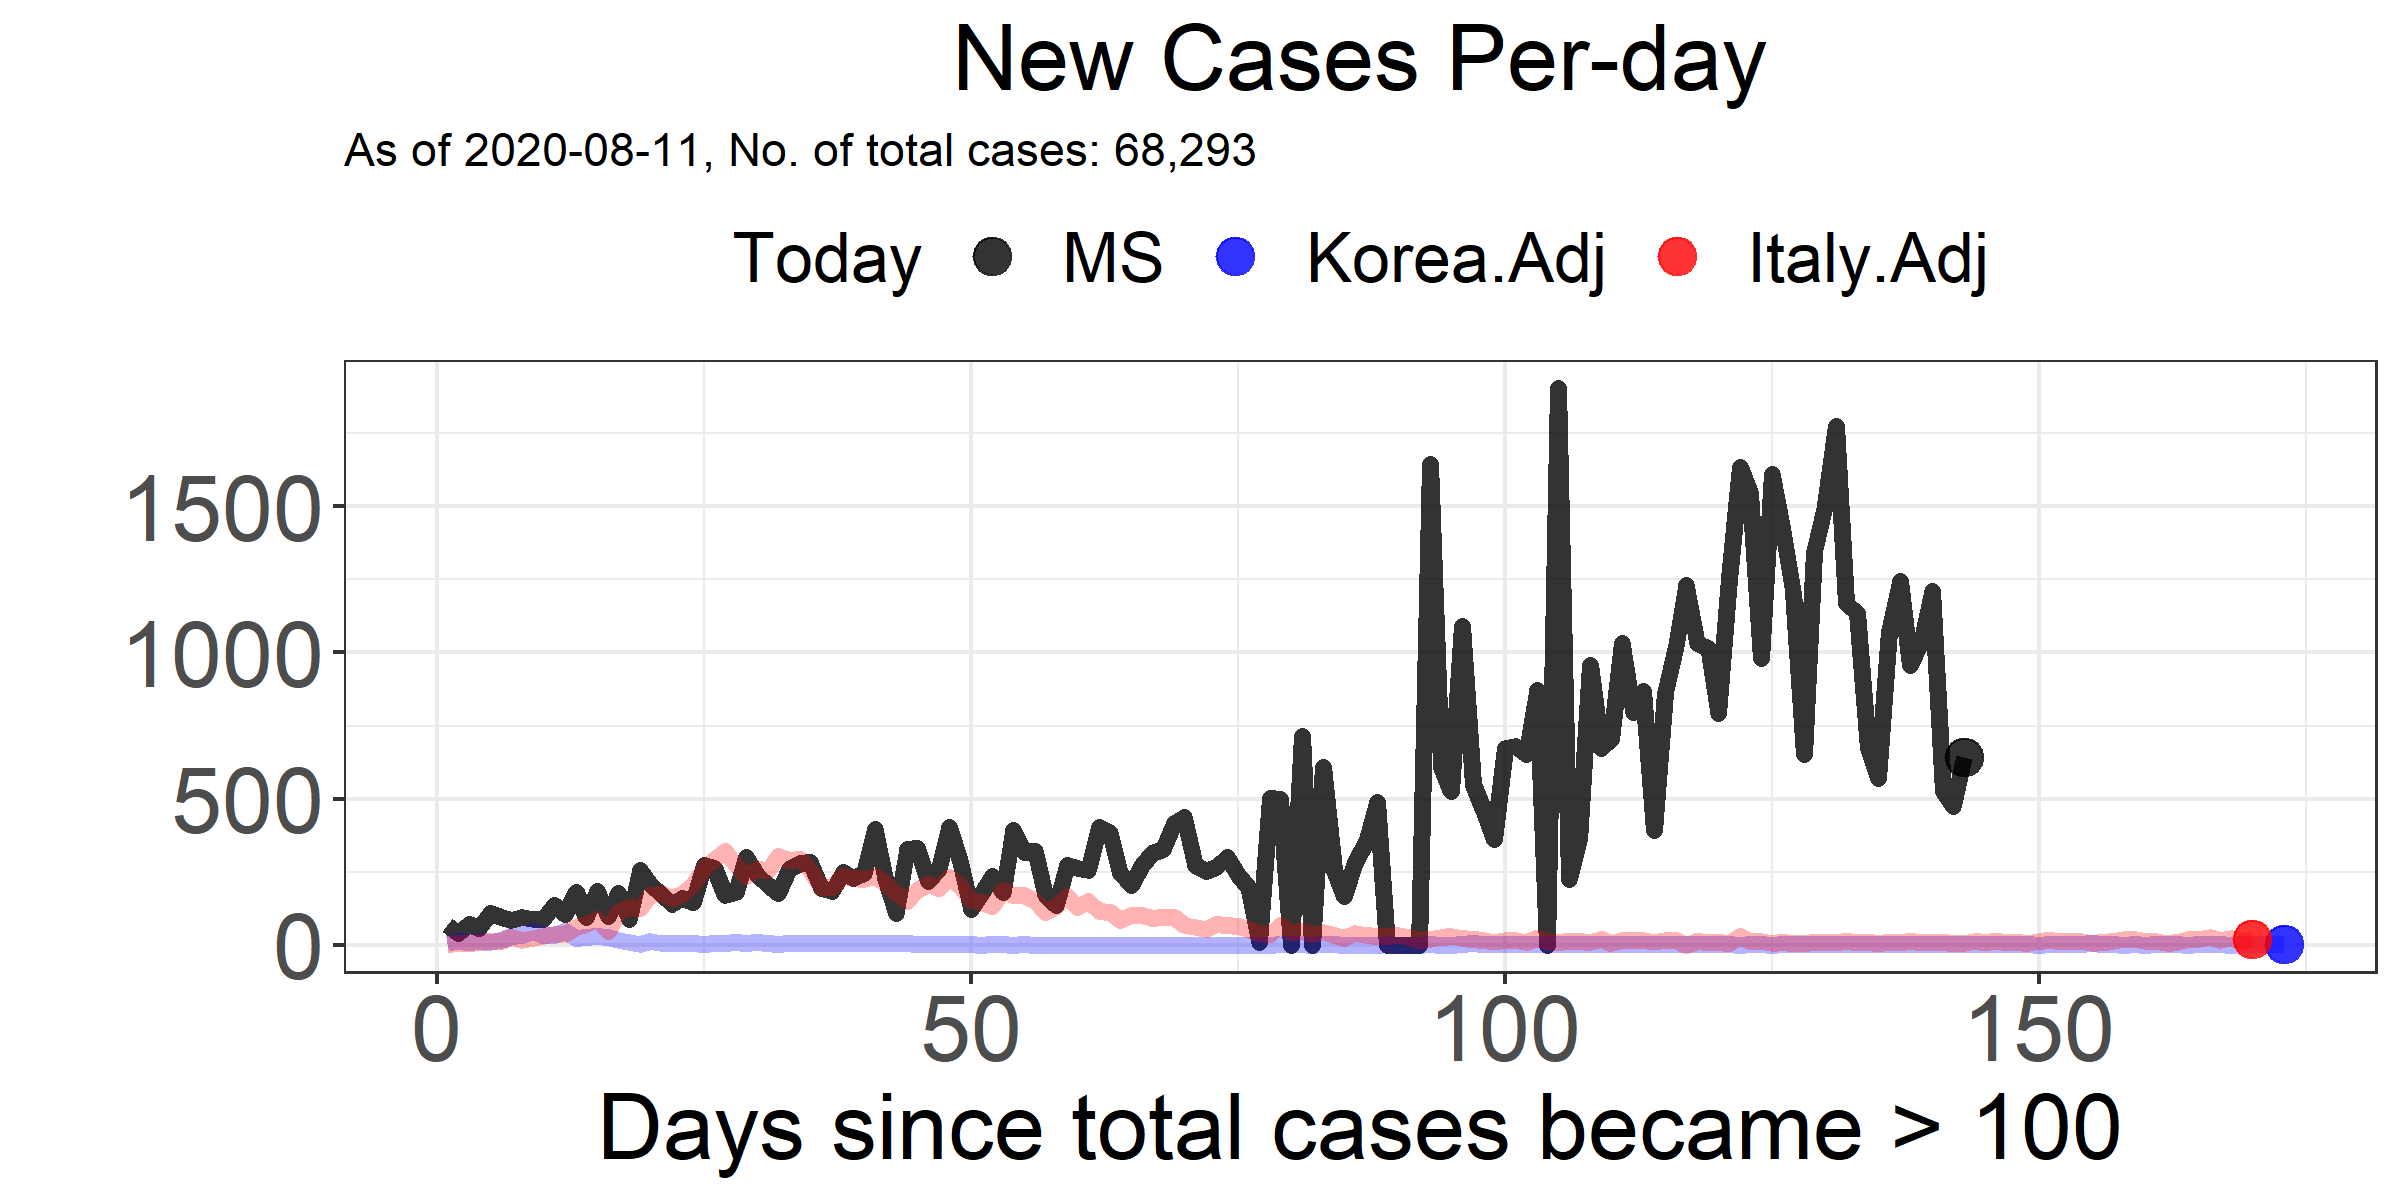 New Cases Per-day
As of 2020-08-11, No. of total cases: 68,293
Today MS Korea.Adj Italy.Adj
1500
1000
500
0
0 50 100 150
Days since total cases became > 100